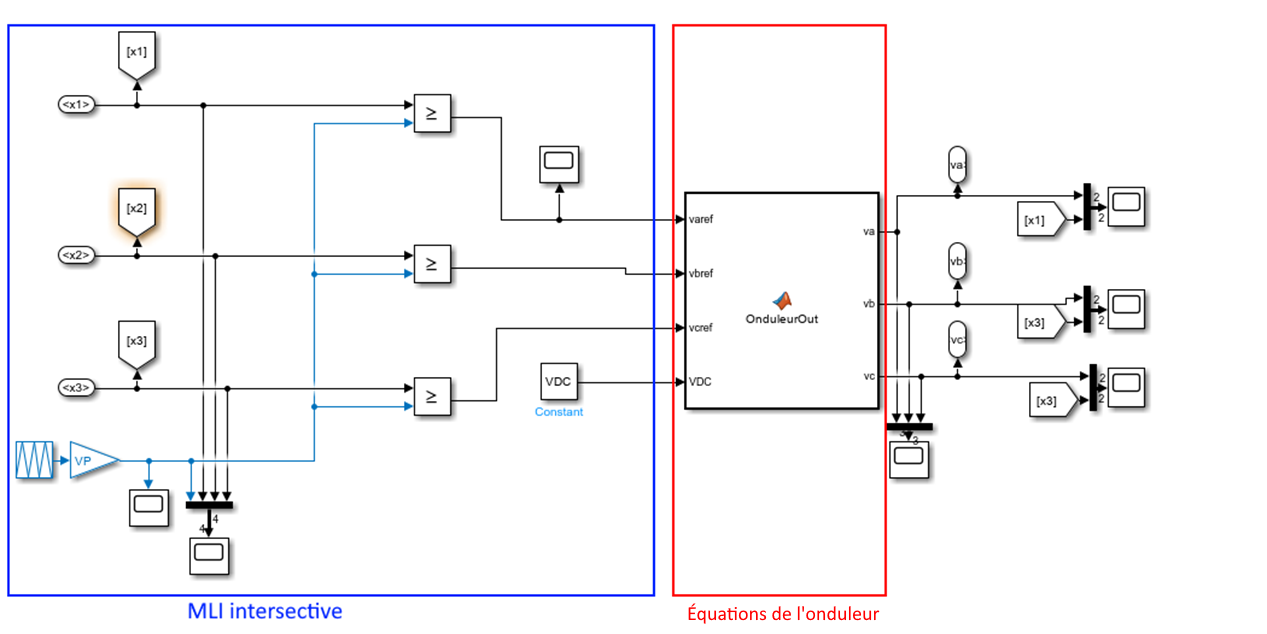 [x1]
<x1>
≥
[x2]
<x2>
≥
[x3]
<x3>
≥
VP
4
4
VDC
Constant
varef
vbref
vcref
VDC
OnduleurOut
va
vb
vc
va
[x1]
2
2
vb
[x3]
2
2
vc
[x3]
2
2
3
3
MLI intersective
Équations de l'onduleur